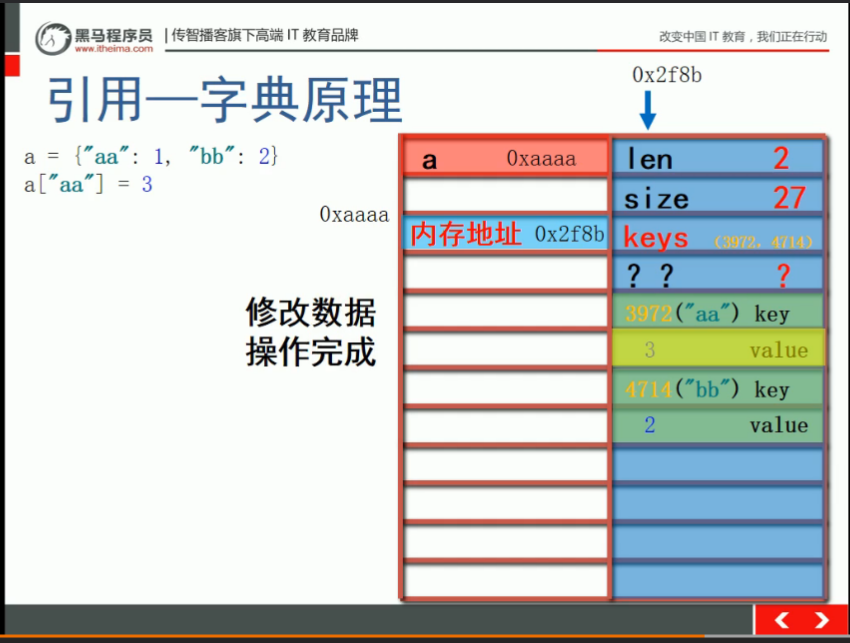 黑马程序员
www.itheima.com
传智播客旗下高端 IT 教育品牌
改变中国 IT 教育，我们正在行动
引用—字典原理
0x2f8b
a = {"aa": 1, "bb": 2}
a["aa"] = 3
0xaaaa
修改数据
操作完成
a 0xaaaa
内存地址 0x2f8b
len 2
size 27
keys (3972, 4714)
? ? ?
3972("aa") key
3 value
4714("bb") key
2 value